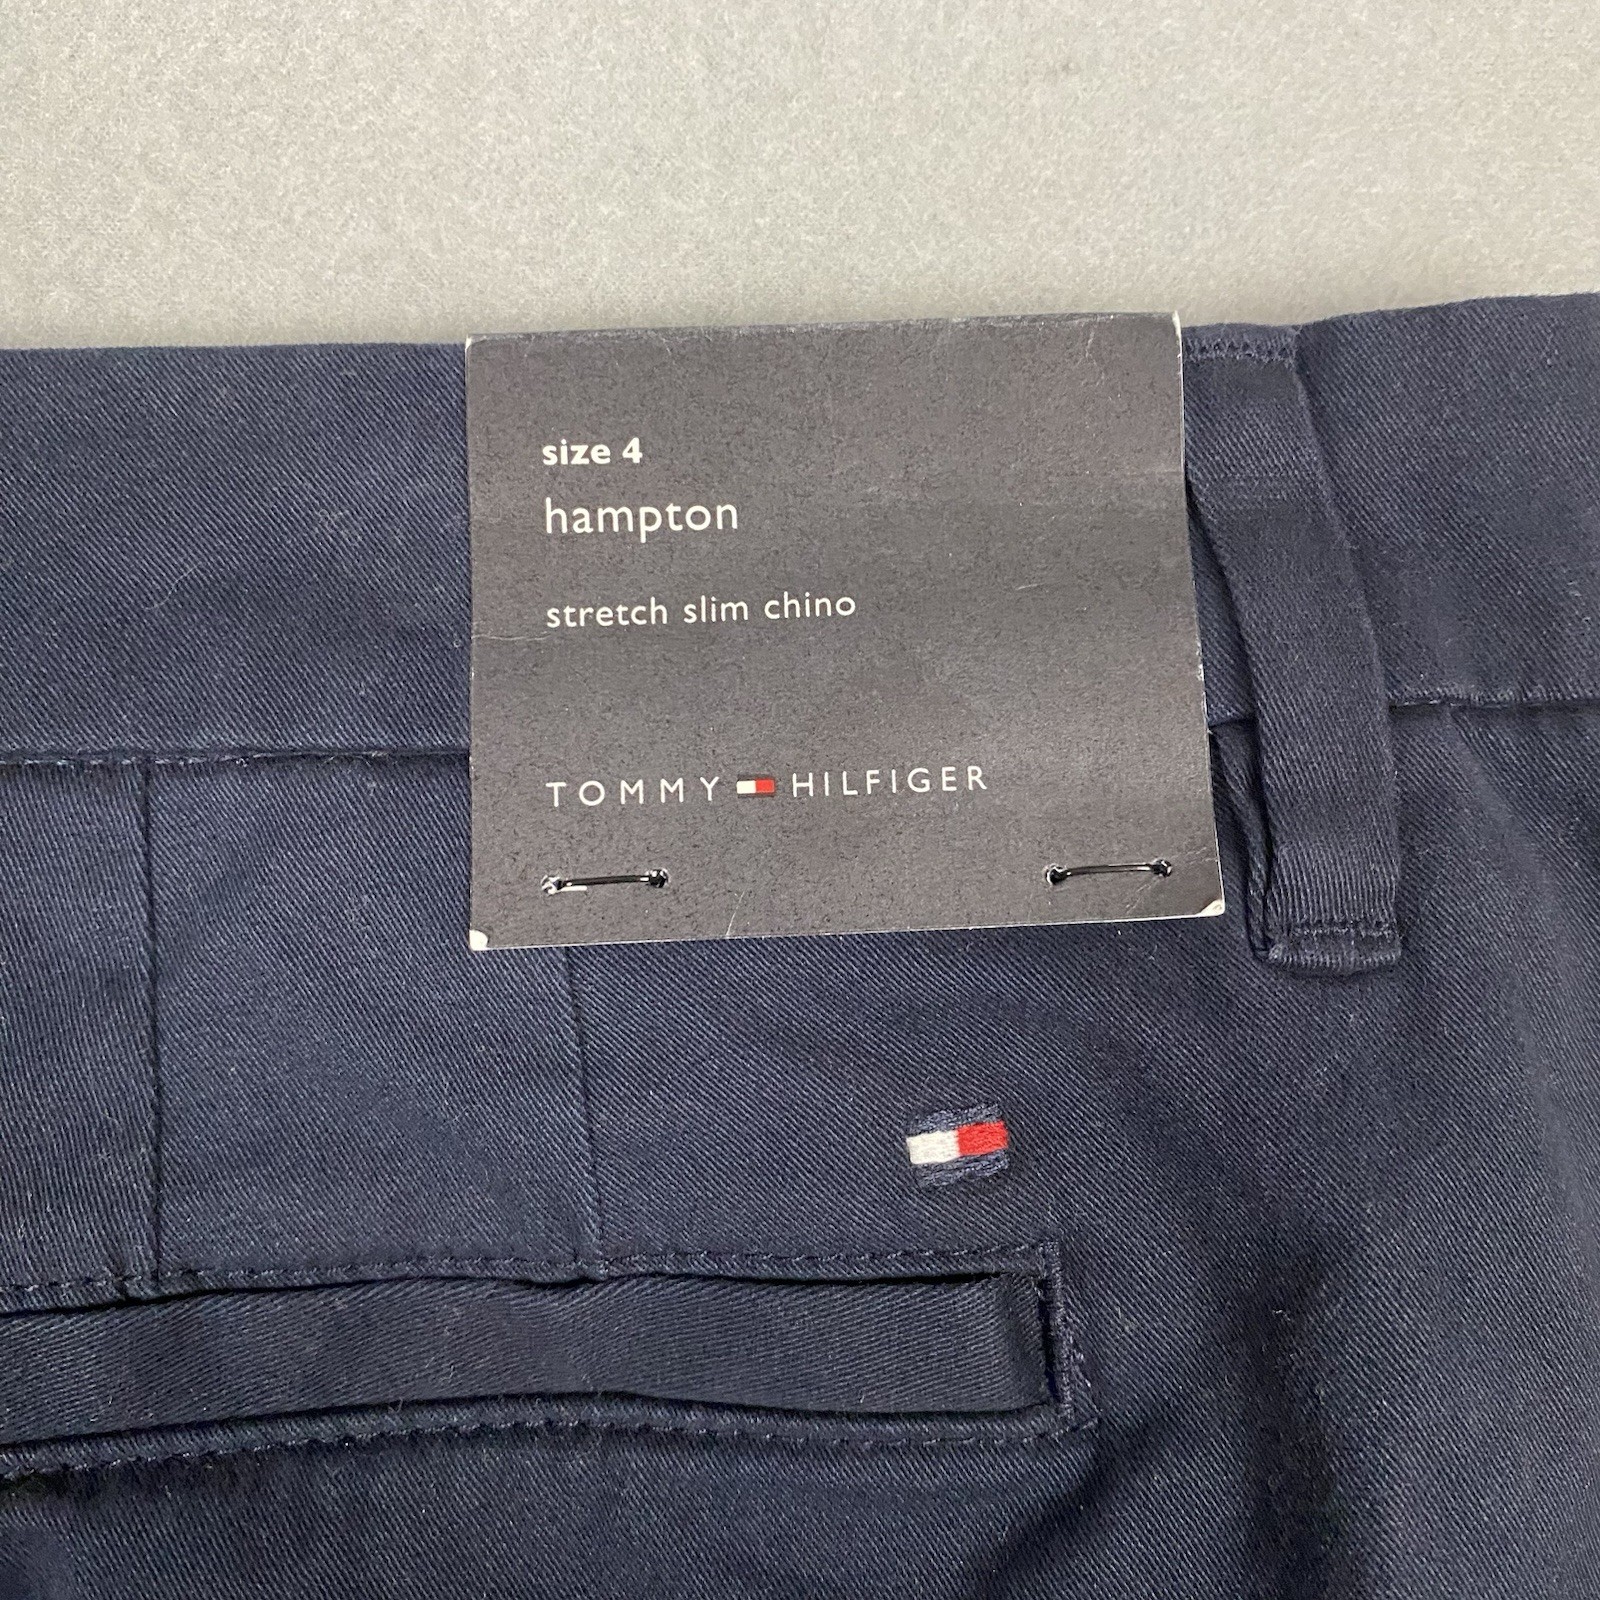 size 4
hampton
stretch slim chino
TOMMY HILFIGER